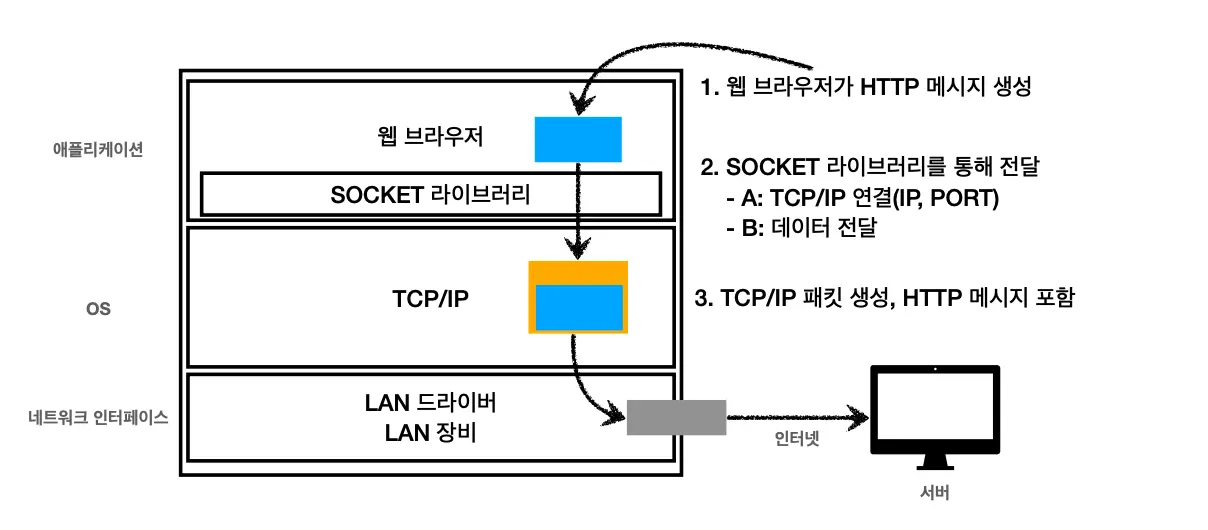 1. 웹 브라우저가 HTTP 메시지 생성
웹 브라우저
애플리케이션
2. SOCKET 라이브러리를 통해 전달
SOCKET 라이브러리
- A: TCP/IP 연결(IP, PORT)
- B: 데이터 전달
OS
TCP/IP
3. TCP/IP 패킷 생성, HTTP 메시지 포함
네트워크 인터페이스
LAN 드라이버
LAN 장비
인터넷
서버